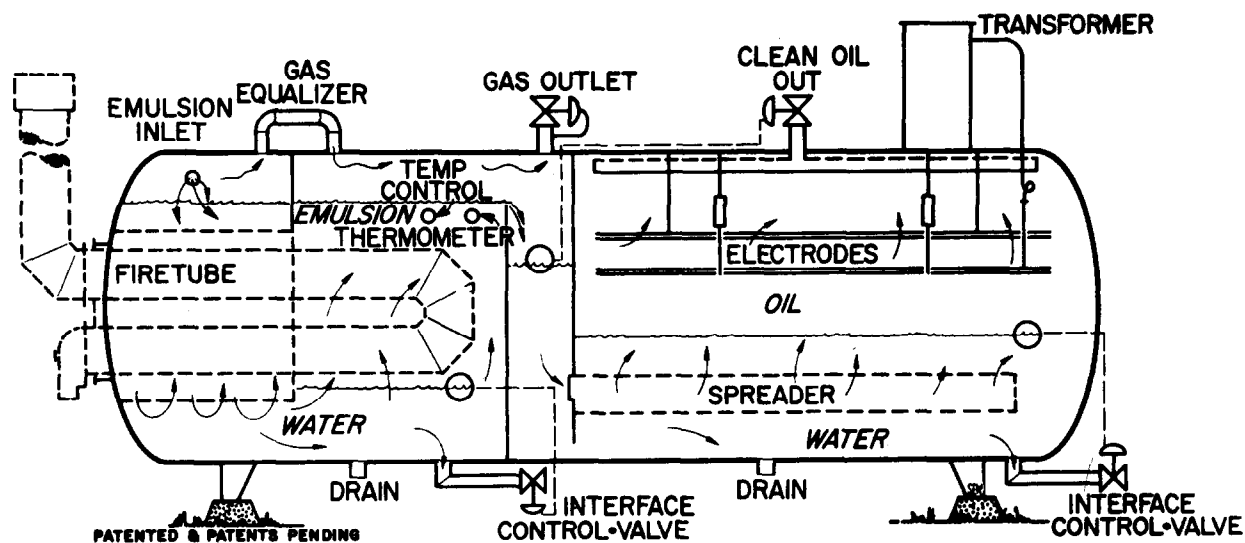 TRANSFORMER
GAS
EQUALIZER
GAS OUTLET
CLEAN OIL
OUT
EMULSION
INLET
TEMP
CONTROL
EMULSION
THERMOMETER
FIRETUBE
ELECTRODES
OIL
SPREADER
WATER
WATER
DRAIN
DRAIN
INTERFACE
CONTROL•VALVE
INTERFACE
CONTROL•VALVE
PATENTED & PATENTS PENDING